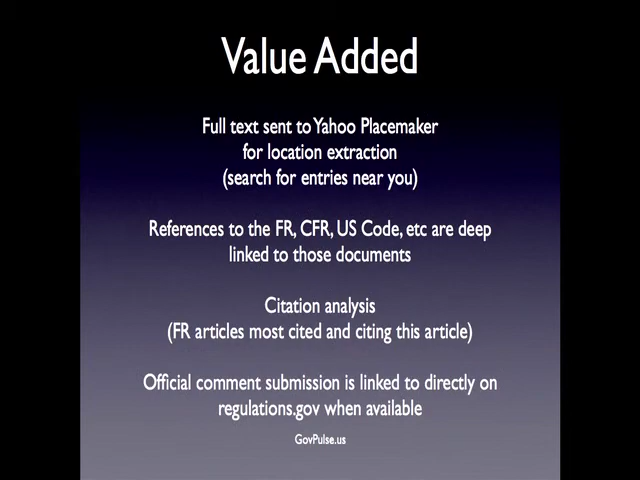 Value Added
Full text sent to Yahoo Placemaker
for location extraction
(search for entries near you)
References to the FR, CFR, US Code, etc are deep
linked to those documents
Citation analysis
(FR articles most cited and citing this article)
Official comment submission is linked to directly on
regulations.gov when available
GovPulse.us